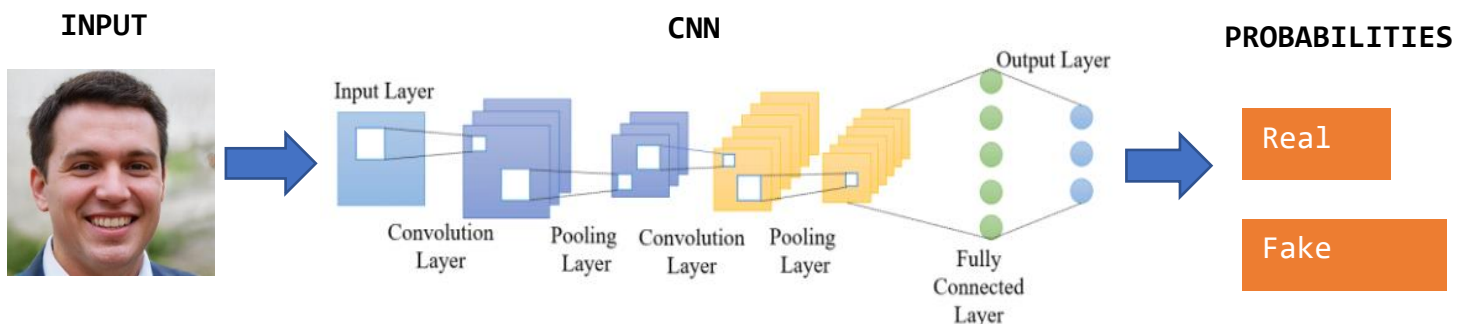 INPUT
CNN
PROBABILITIES
Input Layer
Output Layer
Convolution
Layer
Pooling
Layer
Convolution
Layer
Pooling
Layer
Fully
Connected
Layer
Real
Fake